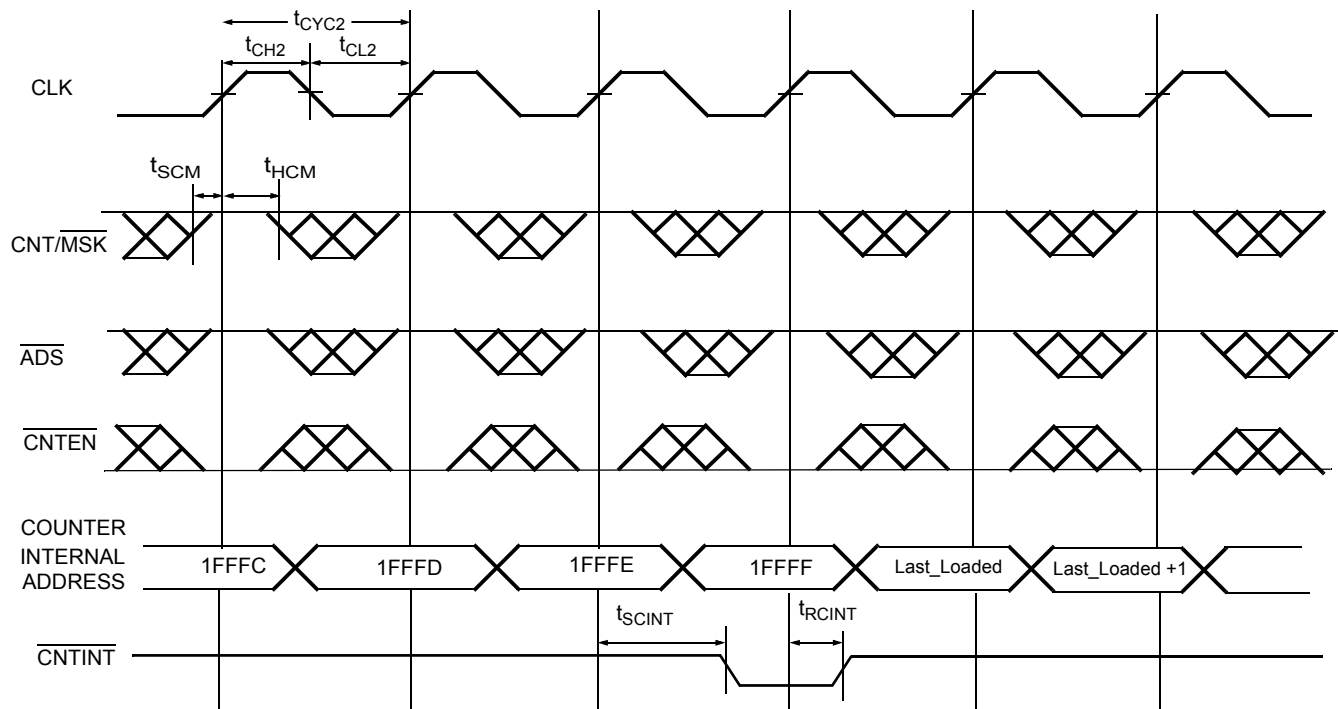 tCYC2
tCH2
tCL2
CLK
tSCM
tHCM
CNT/MSK
ADS
CNTEN
COUNTER
INTERNAL
ADDRESS
1FFFC
1FFFD
1FFFE
1FFFF
Last_Loaded
Last_Loaded +1
tSCINT
tRCINT
CNTINT